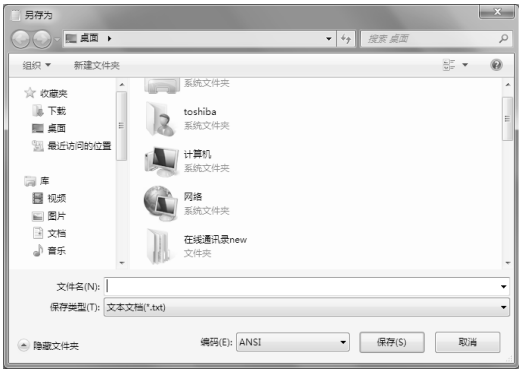 另存为
桌面
搜索 桌面
组织 新建文件夹
收藏夹
下载
桌面
最近访问的位置
库
视频
图片
文档
音乐
系统文件夹
toshiba
系统文件夹
计算机
系统文件夹
网络
系统文件夹
在线通讯录new
文件夹
文件名(N):
保存类型(T): 文本文档(*.txt)
隐藏文件夹 编码(E): ANSI 保存(S) 取消